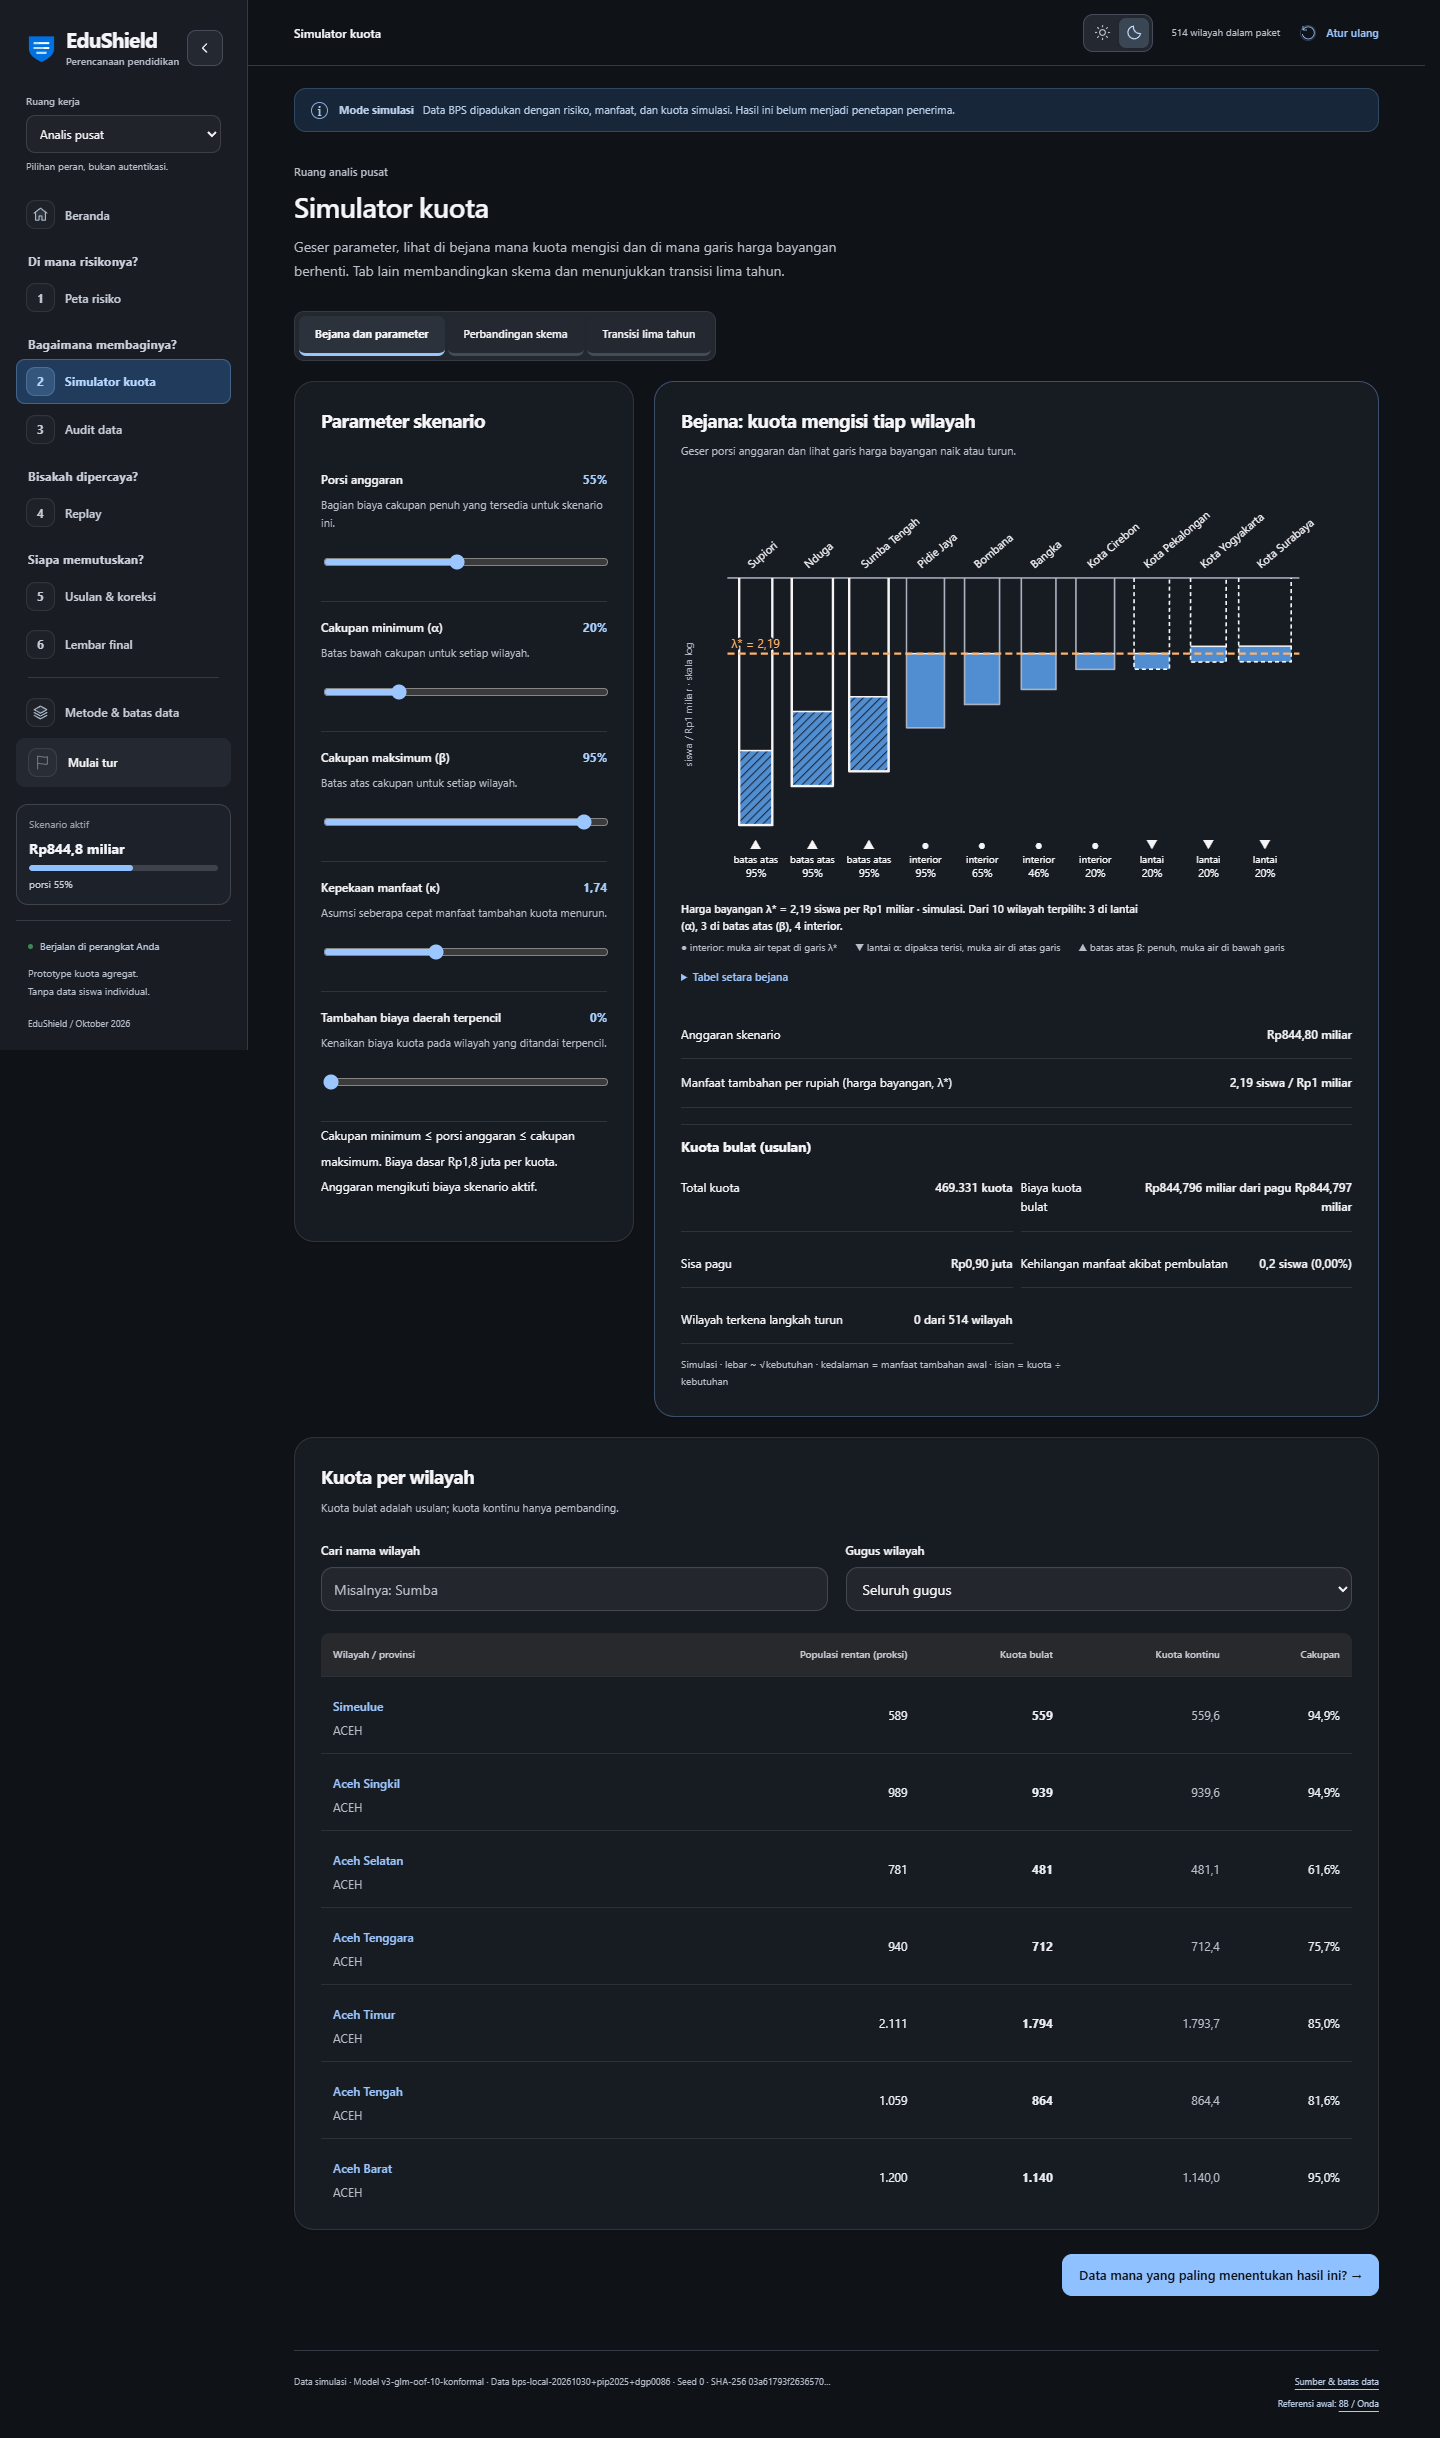 EduShield
Perencanaan pendidikan
Ruang kerja
Analis pusat
Pilihan peran, bukan autentikasi.
Beranda
Di mana risikonya?
1 Peta risiko
Bagaimana membaginya?
2 Simulator kuota
3 Audit data
Bisakah dipercaya?
4 Replay
Siapa memutuskan?
5 Usulan & koreksi
6 Lembar final
Metode & batas data
Mulai tur
Skenario aktif
Rp844,8 miliar
porsi 55%
Berjalan di perangkat Anda
Prototype kuota agregat.
Tanpa data siswa individual.
EduShield / Oktober 2026
Simulator kuota
514 wilayah dalam paket
Atur ulang
Mode simulasi Data BPS dipadukan dengan risiko, manfaat, dan kuota simulasi. Hasil ini belum menjadi penetapan penerima.
Ruang analis pusat
Simulator kuota
Geser parameter, lihat di bejana mana kuota mengisi dan di mana garis harga bayangan
berhenti. Tab lain membandingkan skema dan menunjukkan transisi lima tahun.
Bejana dan parameter
Perbandingan skema
Transisi lima tahun
Parameter skenario
Porsi anggaran 55%
Bagian biaya cakupan penuh yang tersedia untuk skenario
ini.
Cakupan minimum (α) 20%
Batas bawah cakupan untuk setiap wilayah.
Cakupan maksimum (β) 95%
Batas atas cakupan untuk setiap wilayah.
Kepekaan manfaat (κ) 1,74
Asumsi seberapa cepat manfaat tambahan kuota menurun.
Tambahan biaya daerah terpencil 0%
Kenaikan biaya kuota pada wilayah yang ditandai terpencil.
Cakupan minimum ≤ porsi anggaran ≤ cakupan
maksimum. Biaya dasar Rp1,8 juta per kuota.
Anggaran mengikuti biaya skenario aktif.
Bejana: kuota mengisi tiap wilayah
Geser porsi anggaran dan lihat garis harga bayangan naik atau turun.
Supiori
Nduga
Sumba Tengah
Pidie Jaya
Bombana
Bangka
Kota Cirebon
Kota Pekalongan
Kota Yogyakarta
Kota Surabaya
λ* = 2,19
siswa / Rp1 miliar · skala log
▲ ▲ ▲ ● ● ● ● ▼ ▼ ▼
batas atas batas atas batas atas interior interior interior interior lantai lantai lantai
95% 95% 95% 95% 65% 46% 20% 20% 20% 20%
Harga bayangan λ* = 2,19 siswa per Rp1 miliar · simulasi. Dari 10 wilayah terpilih: 3 di lantai
(α), 3 di batas atas (β), 4 interior.
● interior: muka air tepat di garis λ* ▼ lantai α: dipaksa terisi, muka air di atas garis ▲ batas atas β: penuh, muka air di bawah garis
▶ Tabel setara bejana
Anggaran skenario Rp844,80 miliar
Manfaat tambahan per rupiah (harga bayangan, λ*) 2,19 siswa / Rp1 miliar
Kuota bulat (usulan)
Total kuota 469.331 kuota
Biaya kuota bulat Rp844,796 miliar dari pagu Rp844,797 miliar
Sisa pagu Rp0,90 juta
Kehilangan manfaat akibat pembulatan 0,2 siswa (0,00%)
Wilayah terkena langkah turun 0 dari 514 wilayah
Simulasi · lebar ~ √kebutuhan · kedalaman = manfaat tambahan awal · isian = kuota ÷
kebutuhan
Kuota per wilayah
Kuota bulat adalah usulan; kuota kontinu hanya pembanding.
Cari nama wilayah
Misalnya: Sumba
Gugus wilayah
Seluruh gugus
Wilayah / provinsi Populasi rentan (proksi) Kuota bulat Kuota kontinu Cakupan
Simeulue
ACEH
589 559 559,6 94,9%
Aceh Singkil
ACEH
989 939 939,6 94,9%
Aceh Selatan
ACEH
781 481 481,1 61,6%
Aceh Tenggara
ACEH
940 712 712,4 75,7%
Aceh Timur
ACEH
2.111 1.794 1.793,7 85,0%
Aceh Tengah
ACEH
1.059 864 864,4 81,6%
Aceh Barat
ACEH
1.200 1.140 1.140,0 95,0%
Data mana yang paling menentukan hasil ini? →
Data simulasi · Model v3-glm-oof-10-konformal · Data bps-local-20261030+pip2025+dgp0086 · Seed 0 · SHA-256 03a61793f2636570...
Sumber & batas data
Referensi awal: 8B / Onda